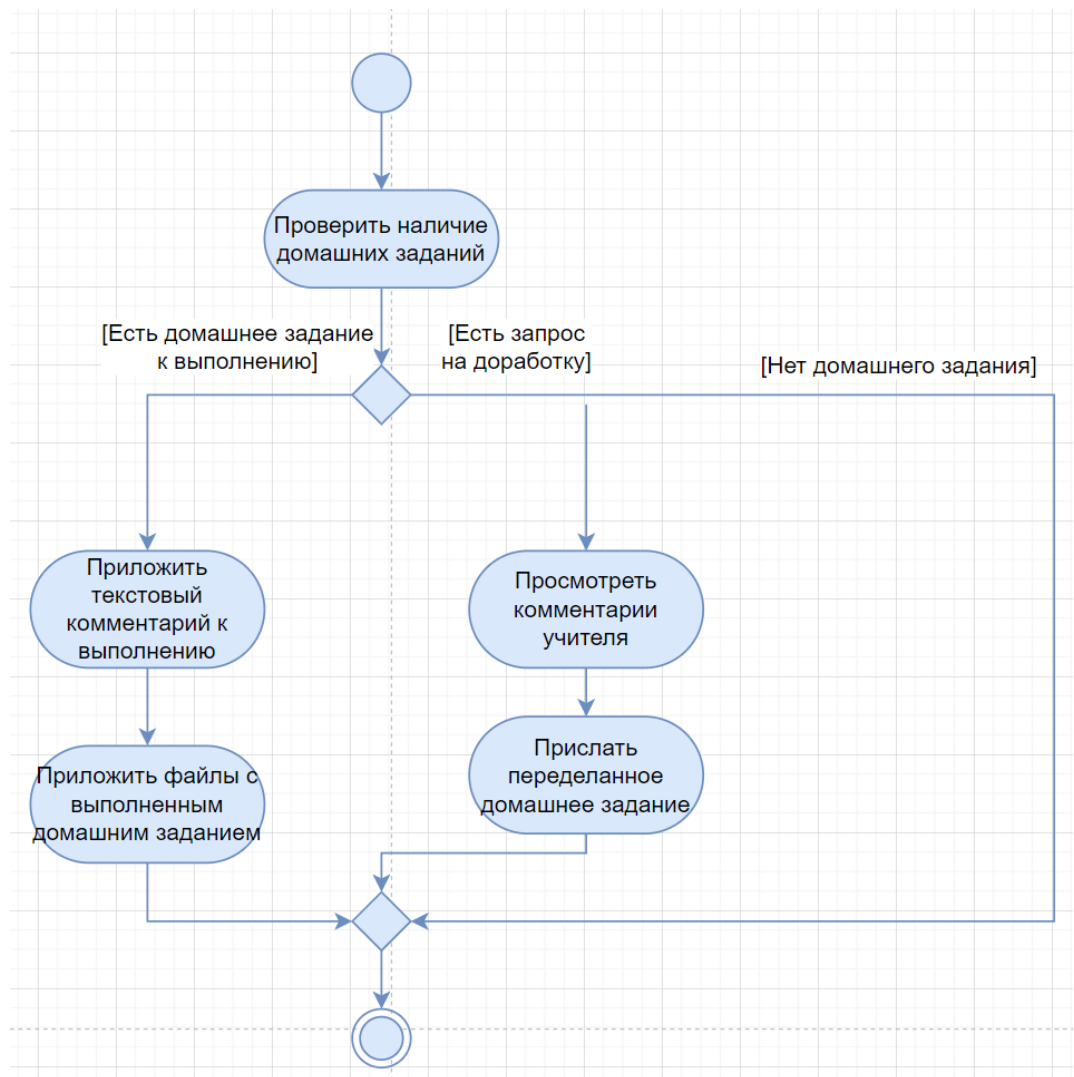 Проверить наличие
домашних заданий
[Есть домашнее задание
к выполнению]
[Есть запрос
на доработку]
[Нет домашнего задания]
Приложить
текстовый
комментарий к
выполнению
Просмотреть
комментарии
учителя
Приложить файлы с
выполненным
домашним заданием
Прислать
переделанное
домашнее задание